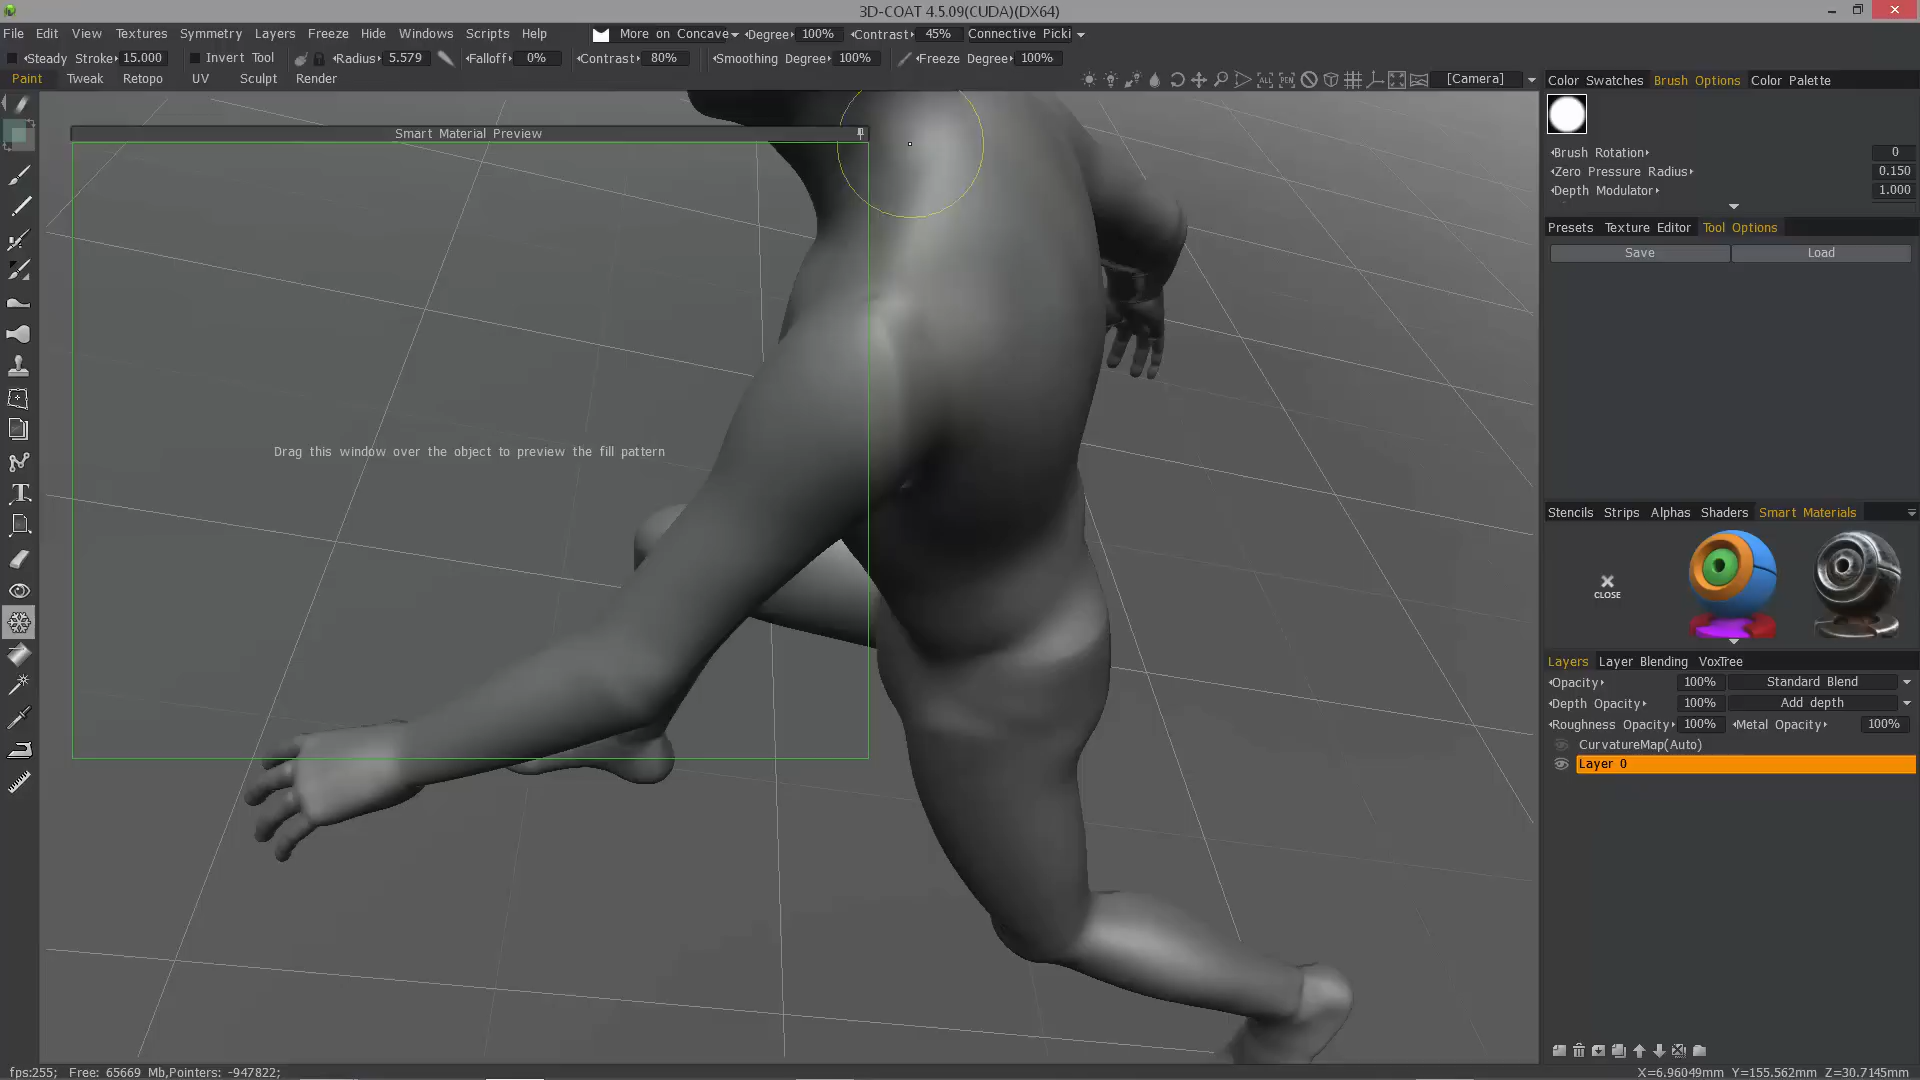 3D-COAT 4.5.09(CUDA)(DX64)
File Edit View Textures Symmetry Layers Freeze Hide Windows Scripts Help More on Concave Degree 100% Contrast 45% Connective Picki
Steady Stroke 15.000 Invert Tool Radius 5.579 Falloff 0% Contrast 80% Smoothing Degree 100% Freeze Degree 100%
Paint Tweak Retopo UV Sculpt Render [Camera]
ALL PEN
Color Swatches Brush Options Color Palette
Brush Rotation 0
Zero Pressure Radius 0.150
Depth Modulator 1.000
Smart Material Preview
Drag this window over the object to preview the fill pattern
Presets Texture Editor Tool Options
Save Load
Stencils Strips Alphas Shaders Smart Materials
CLOSE
Layers Layer Blending VoxTree
Opacity 100% Standard Blend
Depth Opacity 100% Add depth
Roughness Opacity 100% Metal Opacity 100%
CurvatureMap(Auto)
Layer 0
fps:255; Free: 65669 Mb,Pointers: -947822; X=6.96049mm Y=155.562mm Z=30.7145mm